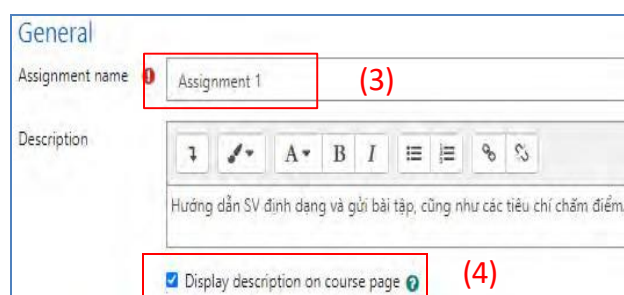 General
Assignment name
Assignment 1
(3)
Description
A B I
Hướng dẫn SV định dạng và gửi bài tập, cũng như các tiêu chí chấm điểm.
Display description on course page
(4)